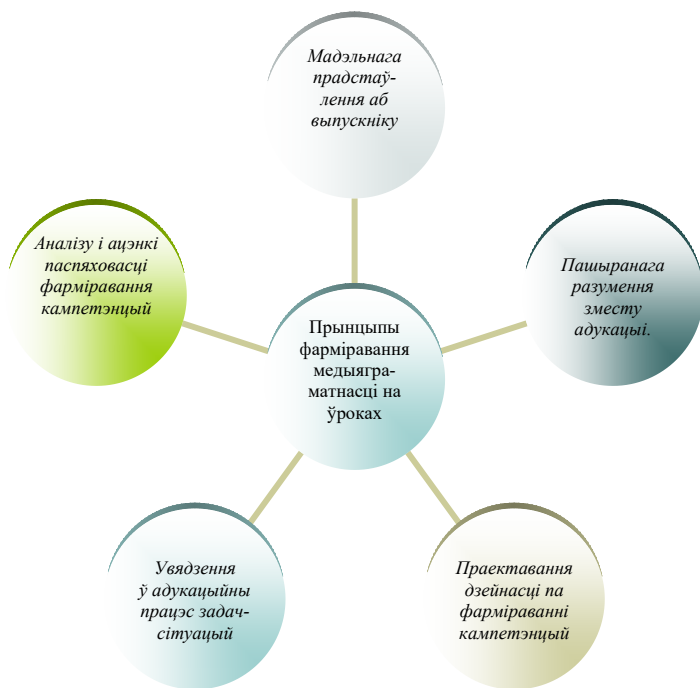 Мадэльнага
прадстаў-
лення аб
выпускніку
Аналізу і ацэнкі
паспяховасці
фарміравання
кампетэнцый
Пашыранага
разумення
зместу
адукацыі.
Прынцыпы
фарміравання
медыягра-
матнасці на
ўроках
Увядзення
ў адукацыйны
працэс задач-
сітуацый
Праектавання
дзейнасці па
фарміраванні
кампетэнцый